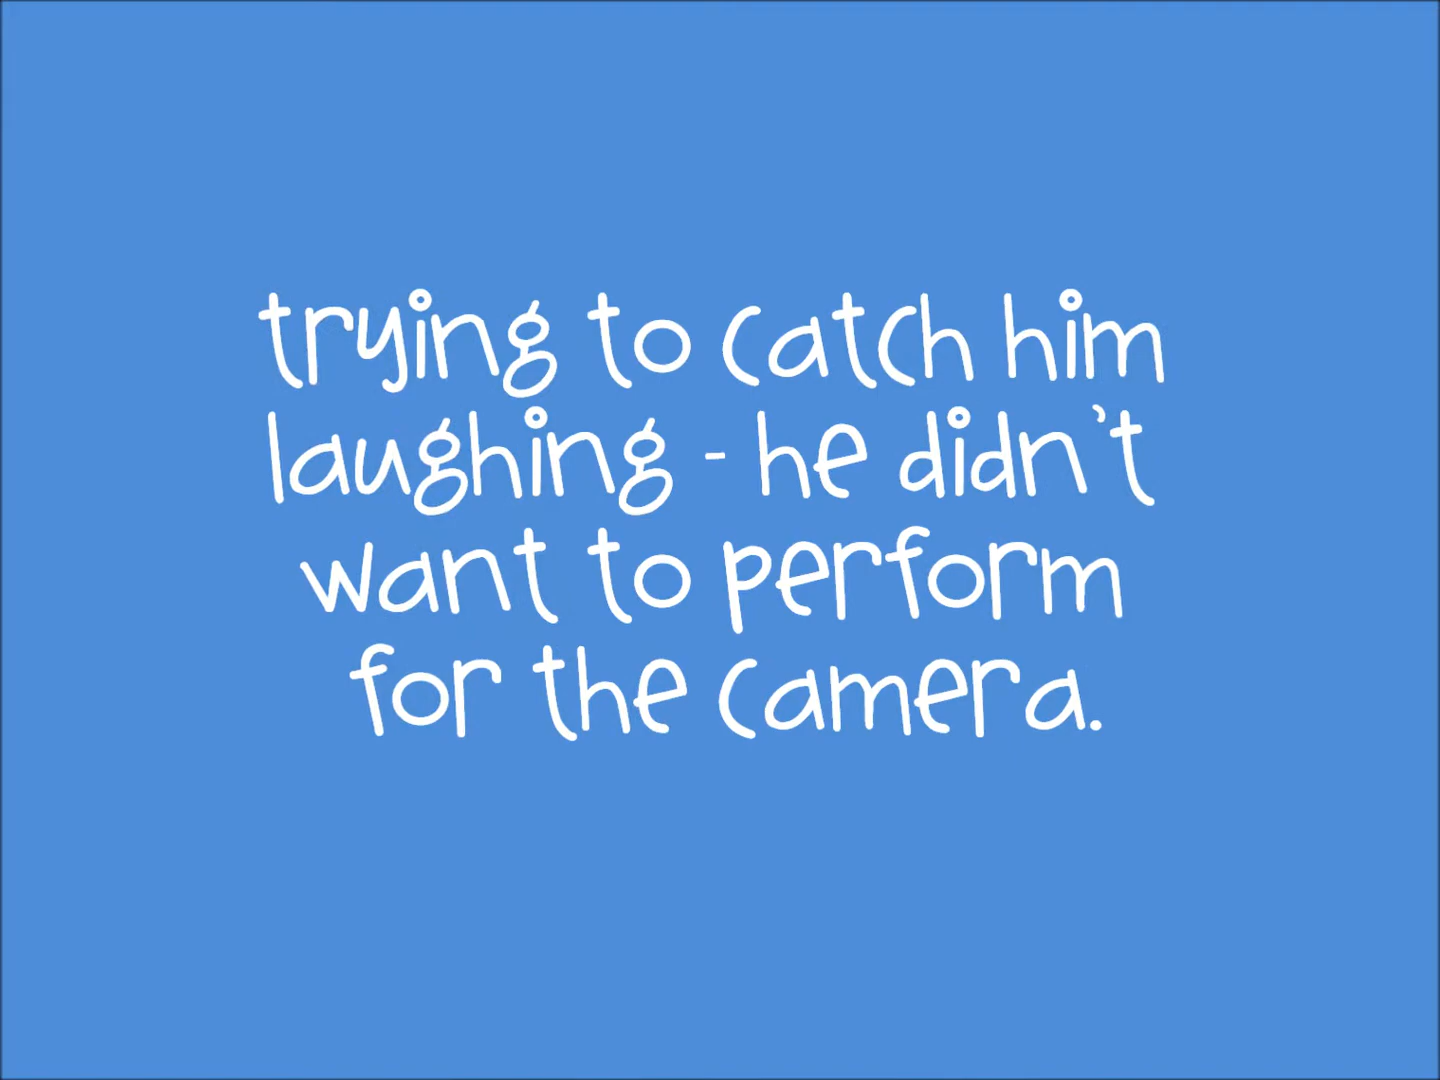 trying to catch him
laughing - he didn't
want to perform
for the camera.